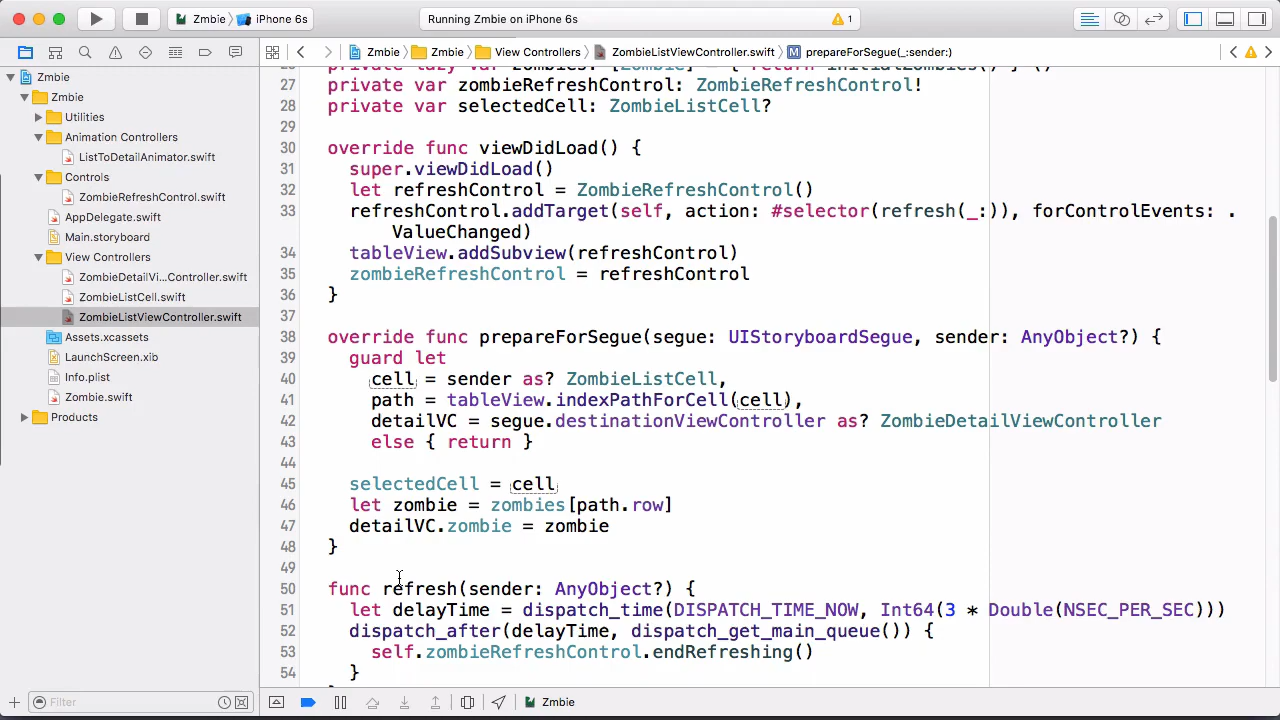 Zmbie
iPhone 6s
Running Zmbie on iPhone 6s
1
Zmbie
Zmbie
View Controllers
ZombieListViewController.swift
M
prepareForSegue(_:sender:)
Zmbie
Zmbie
Utilities
Animation Controllers
ListToDetailAnimator.swift
Controls
ZombieRefreshControl.swift
AppDelegate.swift
Main.storyboard
View Controllers
ZombieDetailVi...Controller.swift
ZombieListCell.swift
ZombieListViewController.swift
Assets.xcassets
LaunchScreen.xib
Info.plist
Zombie.swift
Products
Filter
26 private lazy var zombies: [Zombie] = { return initialZombies() } ()
27 private var zombieRefreshControl: ZombieRefreshControl!
28 private var selectedCell: ZombieListCell?
29
30 override func viewDidLoad() {
31 super.viewDidLoad()
32 let refreshControl = ZombieRefreshControl()
33 refreshControl.addTarget(self, action: #selector(refresh(_:)), forControlEvents: .
ValueChanged)
34 tableView.addSubview(refreshControl)
35 zombieRefreshControl = refreshControl
36 }
37
38 override func prepareForSegue(segue: UIStoryboardSegue, sender: AnyObject?) {
39 guard let
40 cell = sender as? ZombieListCell,
41 path = tableView.indexPathForCell(cell),
42 detailVC = segue.destinationViewController as? ZombieDetailViewController
43 else { return }
44
45 selectedCell = cell
46 let zombie = zombies[path.row]
47 detailVC.zombie = zombie
48 }
49
50 func refresh(sender: AnyObject?) {
51 let delayTime = dispatch_time(DISPATCH_TIME_NOW, Int64(3 * Double(NSEC_PER_SEC)))
52 dispatch_after(delayTime, dispatch_get_main_queue()) {
53 self.zombieRefreshControl.endRefreshing()
54 }
Zmbie